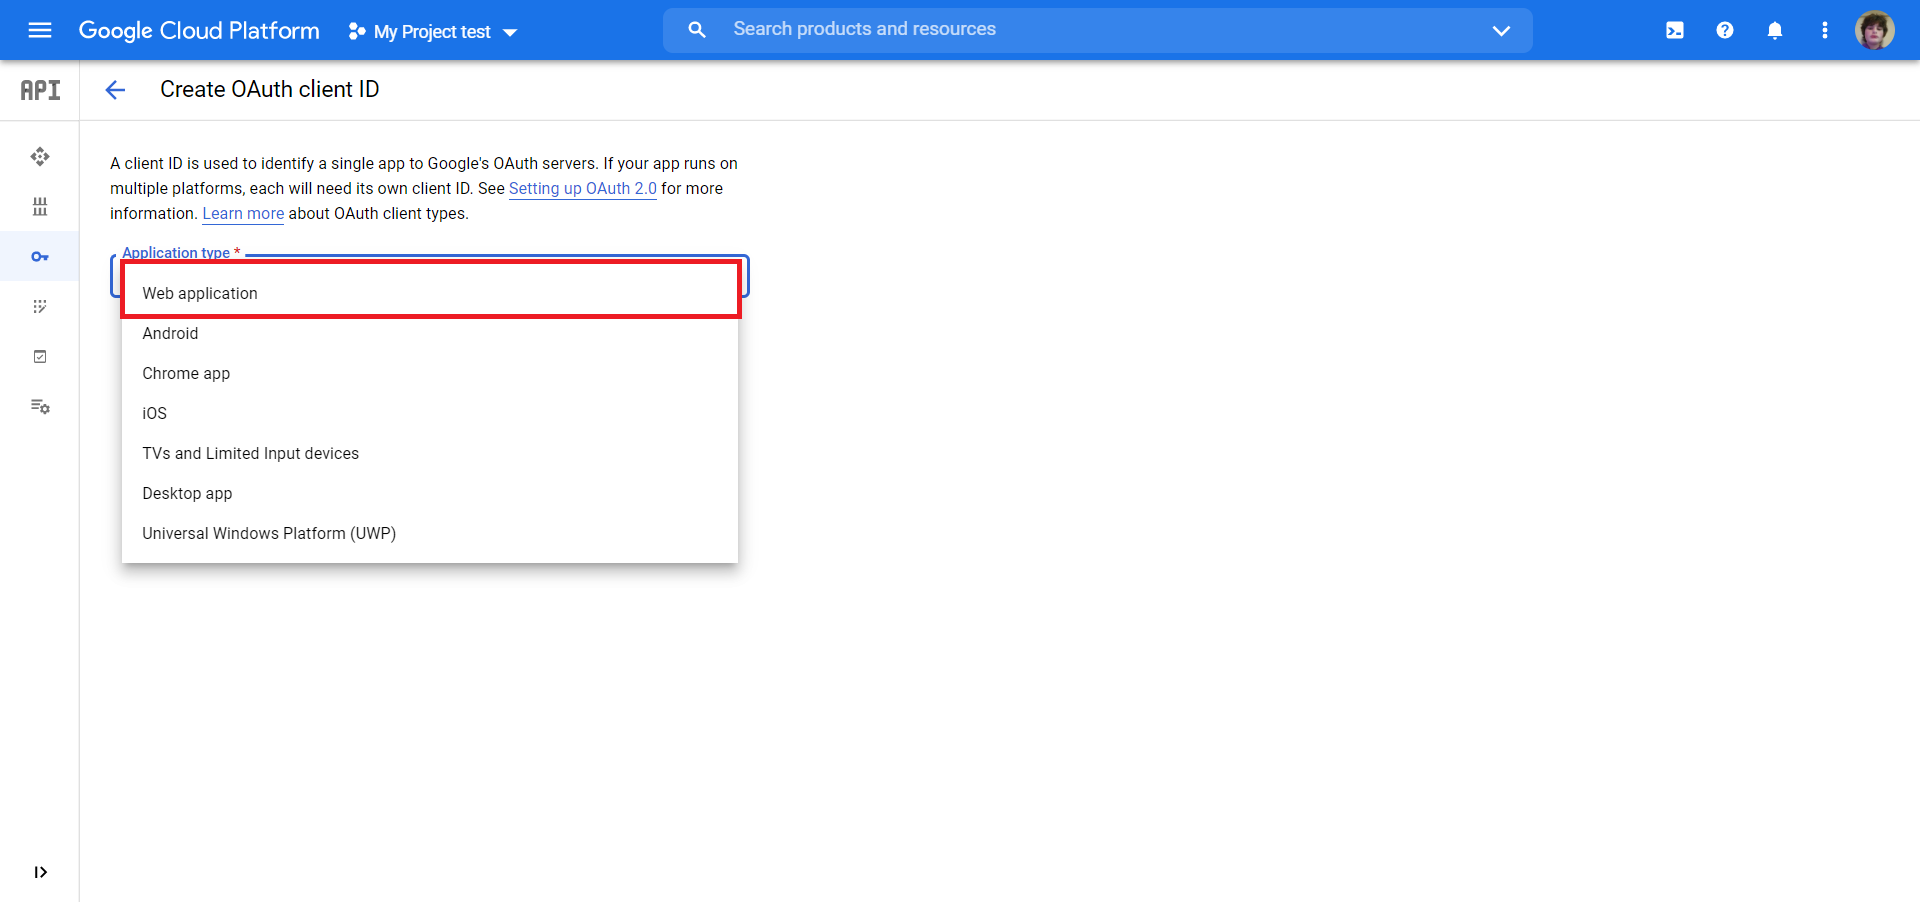 Google Cloud Platform
My Project test
Search products and resources
API
Create OAuth client ID
A client ID is used to identify a single app to Google's OAuth servers. If your app runs on
multiple platforms, each will need its own client ID. See Setting up OAuth 2.0 for more
information. Learn more about OAuth client types.
Application type *
Web application
Android
Chrome app
iOS
TVs and Limited Input devices
Desktop app
Universal Windows Platform (UWP)